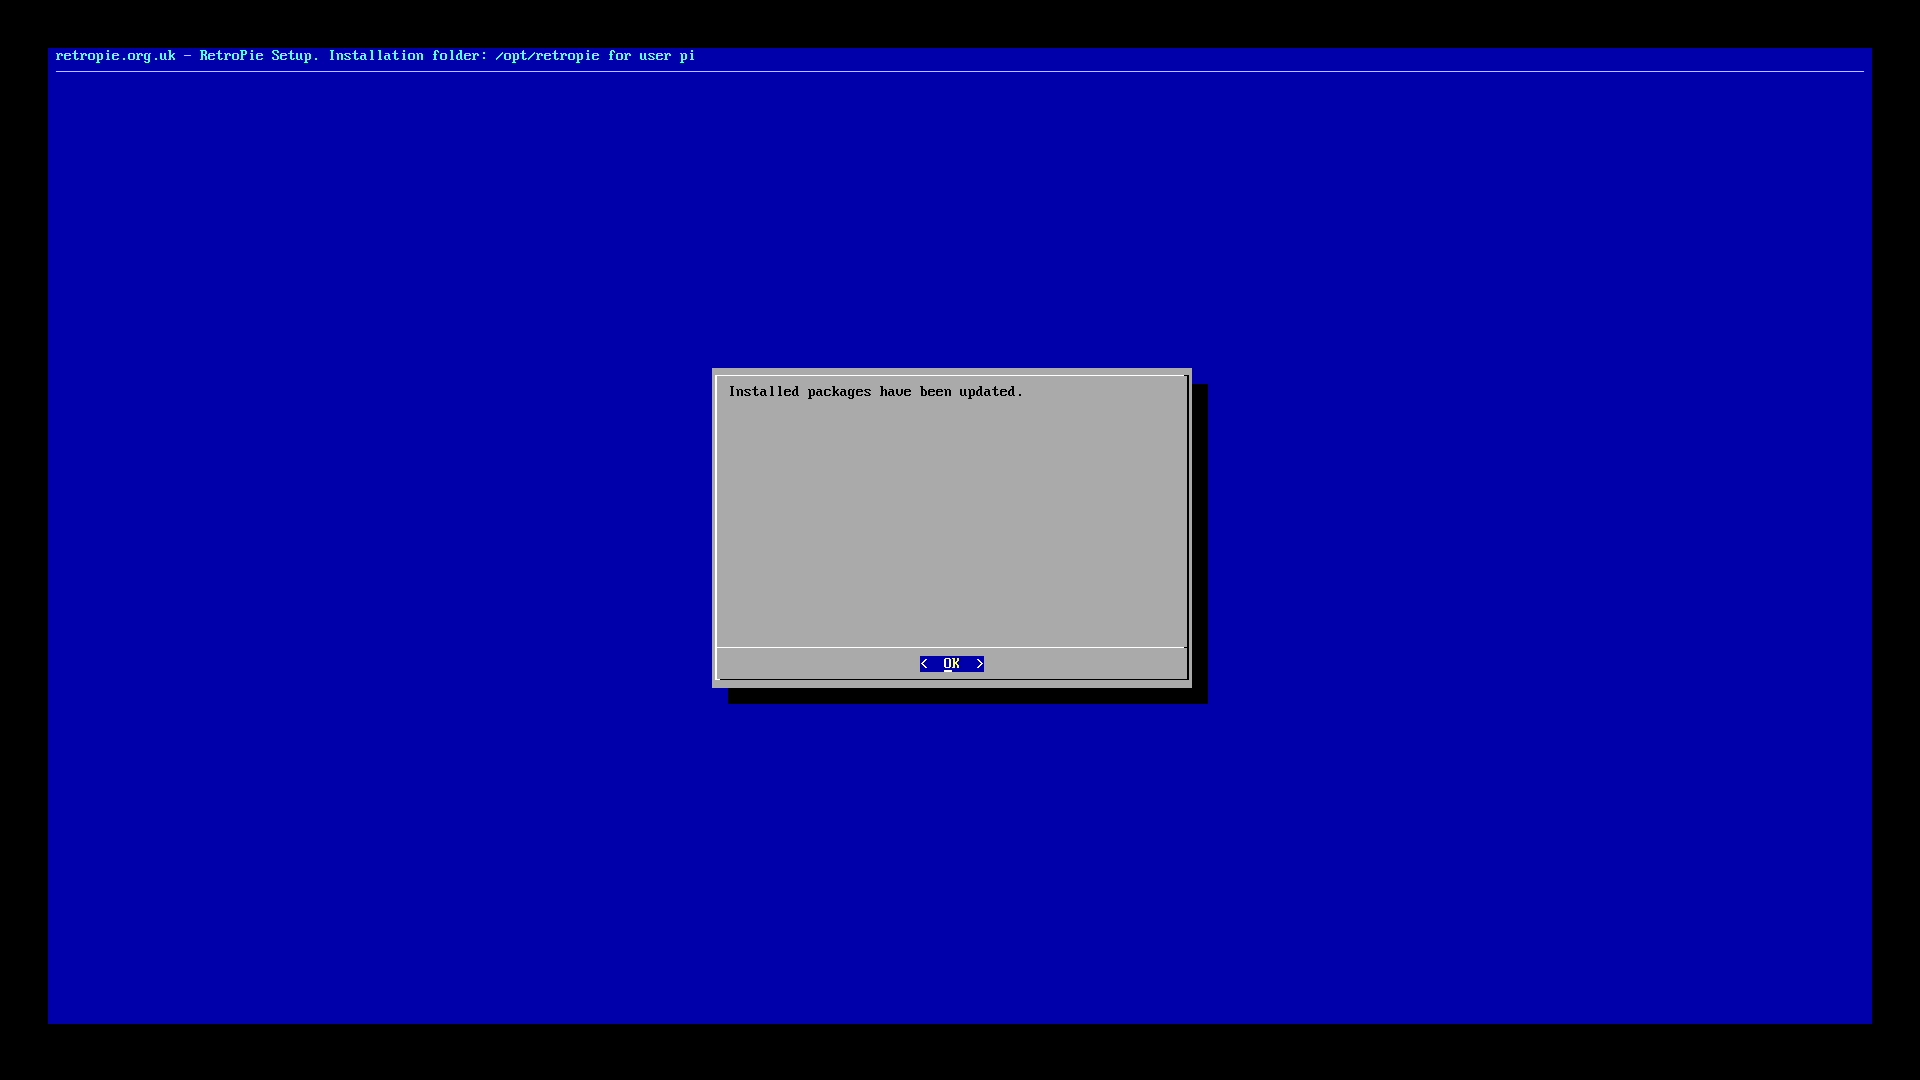 retropie.org.uk - RetroPie Setup. Installation folder: /opt/retropie for user pi
Installed packages have been updated.
< OK >